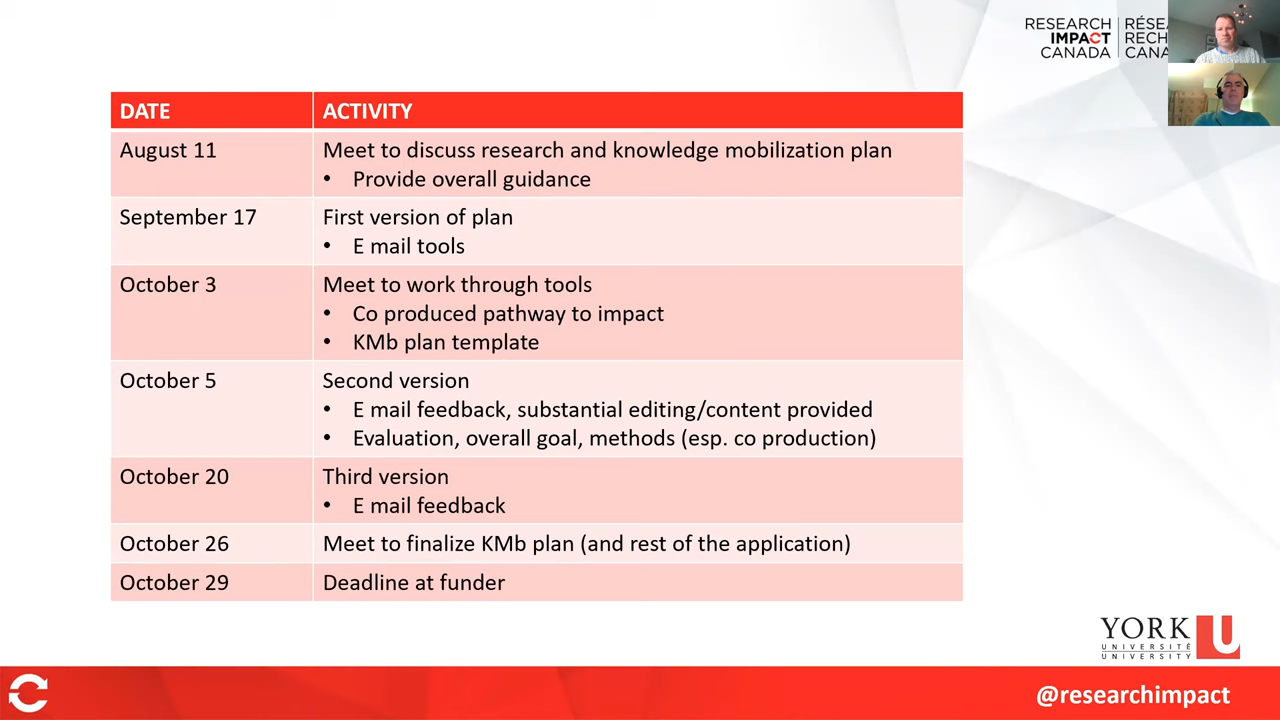 RESEARCH
IMPACT
CANADA
DATE ACTIVITY
August 11 Meet to discuss research and knowledge mobilization plan
• Provide overall guidance
September 17 First version of plan
• E mail tools
October 3 Meet to work through tools
• Co produced pathway to impact
• KMb plan template
October 5 Second version
• E mail feedback, substantial editing/content provided
• Evaluation, overall goal, methods (esp. co production)
October 20 Third version
• E mail feedback
October 26 Meet to finalize KMb plan (and rest of the application)
October 29 Deadline at funder
YORK U
UNIVERSITÉ
UNIVERSITY
@researchimpact